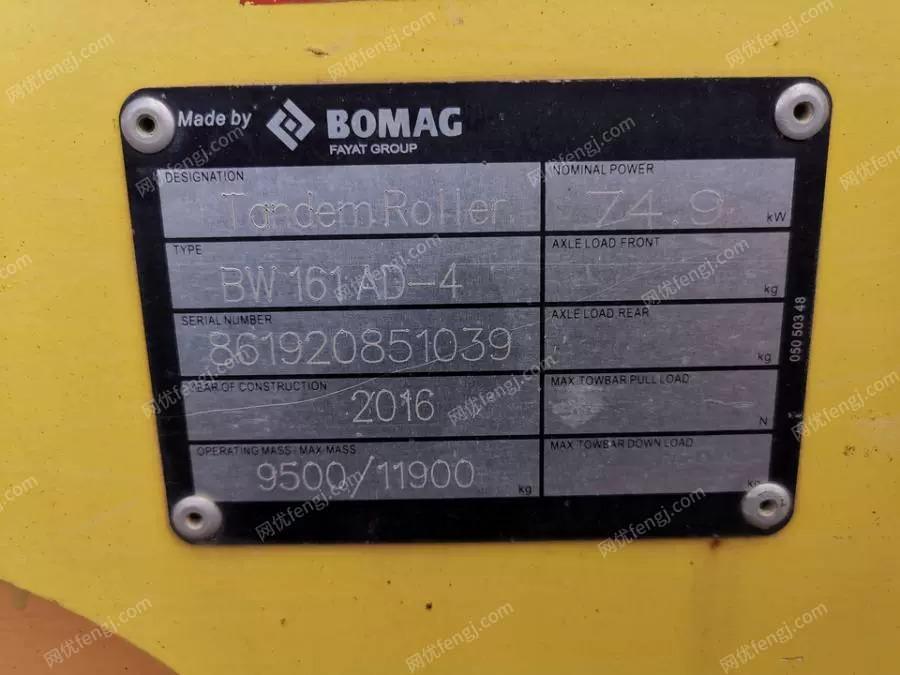 Made by BOMAG
FAYAT GROUP
DESIGNATION
Tandem Roller
NOMINAL POWER
74.9 kW
TYPE
BW 161 AD-4
AXLE LOAD FRONT
kg
SERIAL NUMBER
861920851039
AXLE LOAD REAR
kg
YEAR OF CONSTRUCTION
2016
MAX TOWBAR PULL LOAD
N
OPERATING MASS / MAX MASS
9500/11900 kg
MAX TOWBAR DOWN LOAD
050 503 48
网优fengj.com